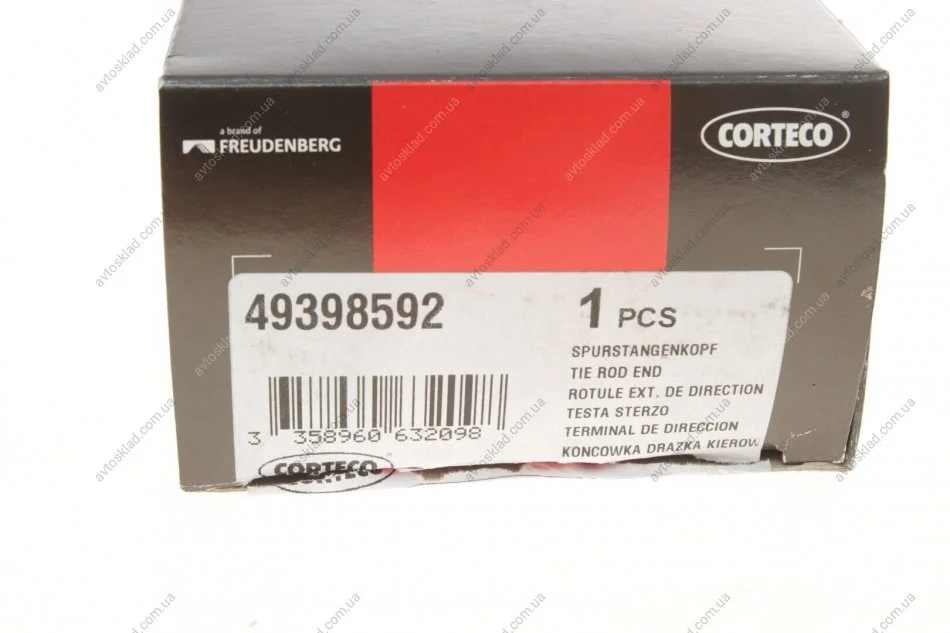 a brand of
FREUDENBERG
CORTECO®
49398592
1 PCS
SPURSTANGENKOPF
TIE ROD END
ROTULE EXT. DE DIRECTION
TESTA STERZO
TERMINAL DE DIRECCION
KONCOWKA DRAZKA KIEROW
3 358960 632098
CORTECO
avtosklad.com.ua